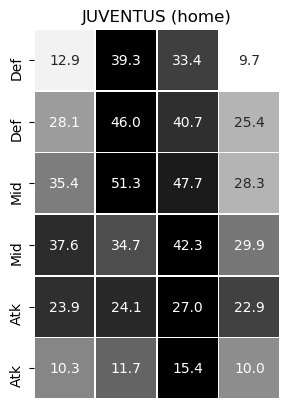 JUVENTUS (home)
Def 12.9 39.3 33.4 9.7
Def 28.1 46.0 40.7 25.4
Mid 35.4 51.3 47.7 28.3
Mid 37.6 34.7 42.3 29.9
Atk 23.9 24.1 27.0 22.9
Atk 10.3 11.7 15.4 10.0